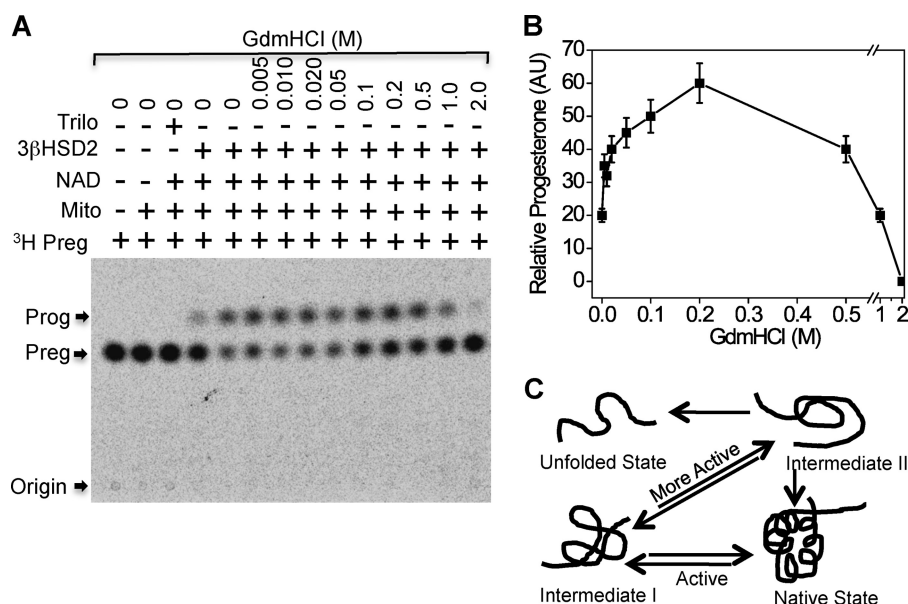 A
GdmHCl (M)
0 0 0 0 0 0.005 0.010 0.020 0.05 0.1 0.2 0.5 1.0 2.0
Trilo - - + - - - - - - - - - - -
3βHSD2 - - - + + + + + + + + + + +
NAD - - + + + + + + + + + + + +
Mito - + + + + + + + + + + + + +
³H Preg + + + + + + + + + + + + + +
Prog
Preg
Origin
B
Relative Progesterone (AU)
70
60
50
40
30
20
10
0
0.0 0.1 0.2 0.3 0.4 0.5 1 2
GdmHCl (M)
C
Unfolded State
Intermediate II
More Active
Active
Intermediate I
Native State